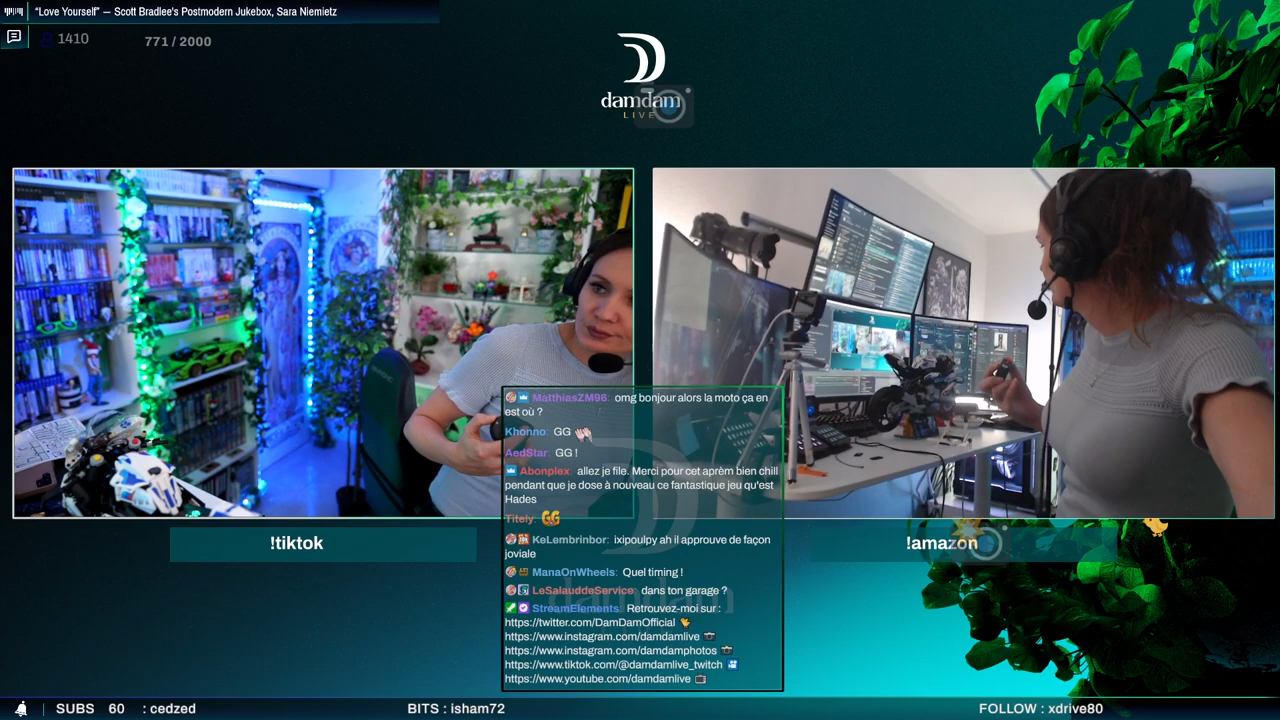 “Love Yourself” — Scott Bradlee's Postmodern Jukebox, Sara Niemietz
1410
771 / 2000
damdam
LIVE
MatthiasZM96: omg bonjour alors la moto ça en
est où ?
Khonno: GG
AedStar: GG !
Abonplex: allez je file. Merci pour cet aprèm bien chill
pendant que je dose à nouveau ce fantastique jeu qu'est
Hades
Titely: GG
KeLembrinbor: ixipoulpy ah il approuve de façon
joviale
ManaOnWheels: Quel timing !
LeSalauddeService: dans ton garage ?
StreamElements: Retrouvez-moi sur :
https://twitter.com/DamDamOfficial
https://www.instagram.com/damdamlive
https://www.instagram.com/damdamphotos
https://www.tiktok.com/@damdamlive_twitch
https://www.youtube.com/damdamlive
!tiktok
!amazon
SUBS 60 : cedzed
BITS : isham72
FOLLOW : xdrive80